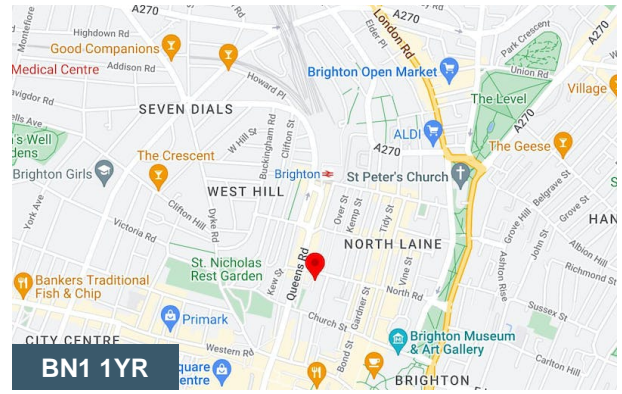 Montefiore
A270
Highdown Rd
Good Companions
Elder Pl
London Rd
Park Crescent
A270
Medical Centre
Addison Rd
Howard Pl
Brighton Open Market
Union Rd
The Level
Village
SEVEN DIALS
Clifton St
Buckingham Rd
W Hill St
ALDI
A270
A270
The Geese
The Crescent
Brighton Girls
Brighton
St Peter's Church
WEST HILL
York Ave
Victoria Rd
Clifton Hill
Dyke Rd
Over St
Kemp St
Tidy St
NORTH LAINE
Belgrave St
Grove St
Grove Hill
John St
Albion Hill
Richmond St
St. Nicholas
Rest Garden
Kew St
Queens Rd
Vine St
Ashton Rise
Bankers Traditional
Fish & Chip
Gardner St
North Rd
Sussex St
Primark
Church St
Brighton Museum
& Art Gallery
CITY CENTRE
Western Rd
Bond St
Carlton Hill
BN1 1YR
BRIGHTON